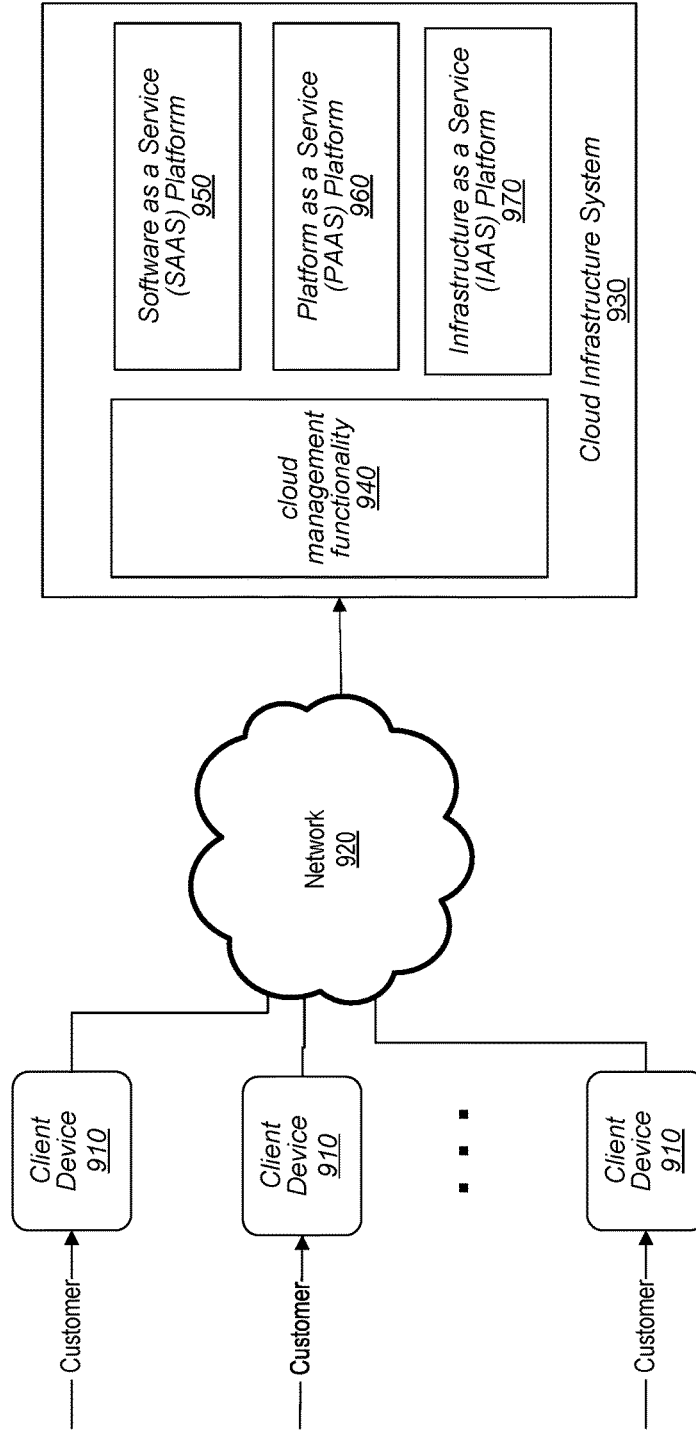 Customer
Client
Device
910
Customer
Client
Device
910
Customer
Client
Device
910
Network
920
cloud
management
functionality
940
Software as a Service
(SAAS) Platform
950
Platform as a Service
(PAAS) Platform
960
Infrastructure as a Service
(IAAS) Platform
970
Cloud Infrastructure System
930